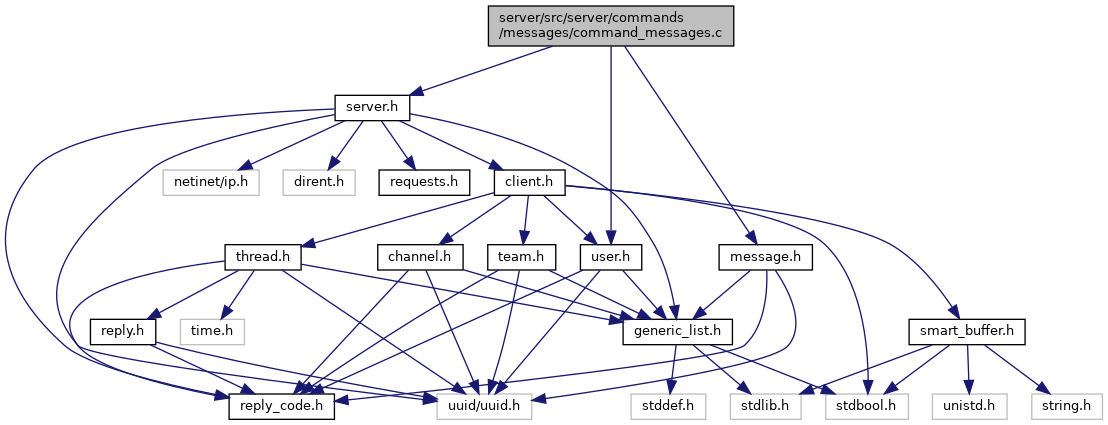 server/src/server/commands
/messages/command_messages.c
server.h
netinet/ip.h
dirent.h
requests.h
client.h
thread.h
channel.h
team.h
user.h
message.h
reply.h
time.h
generic_list.h
smart_buffer.h
reply_code.h
uuid/uuid.h
stddef.h
stdlib.h
stdbool.h
unistd.h
string.h